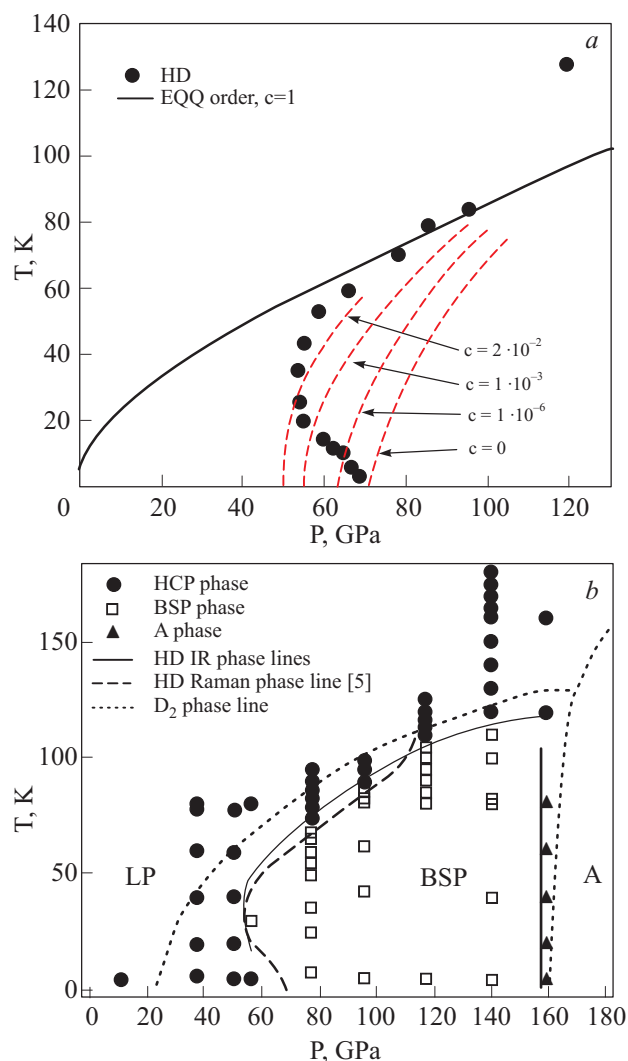 140
a
HD
EQQ order, c=1
120
100
80
T, K
60
40
20
c = 2 ·10⁻²
c = 1 ·10⁻³
c = 1 ·10⁻⁶
c = 0
0 20 40 60 80 100 120
P, GPa
HCP phase
b
BSP phase
A phase
HD IR phase lines
HD Raman phase line [5]
D₂ phase line
150
100
T, K
50
0
LP
BSP
A
0 20 40 60 80 100 120 140 160 180
P, GPa